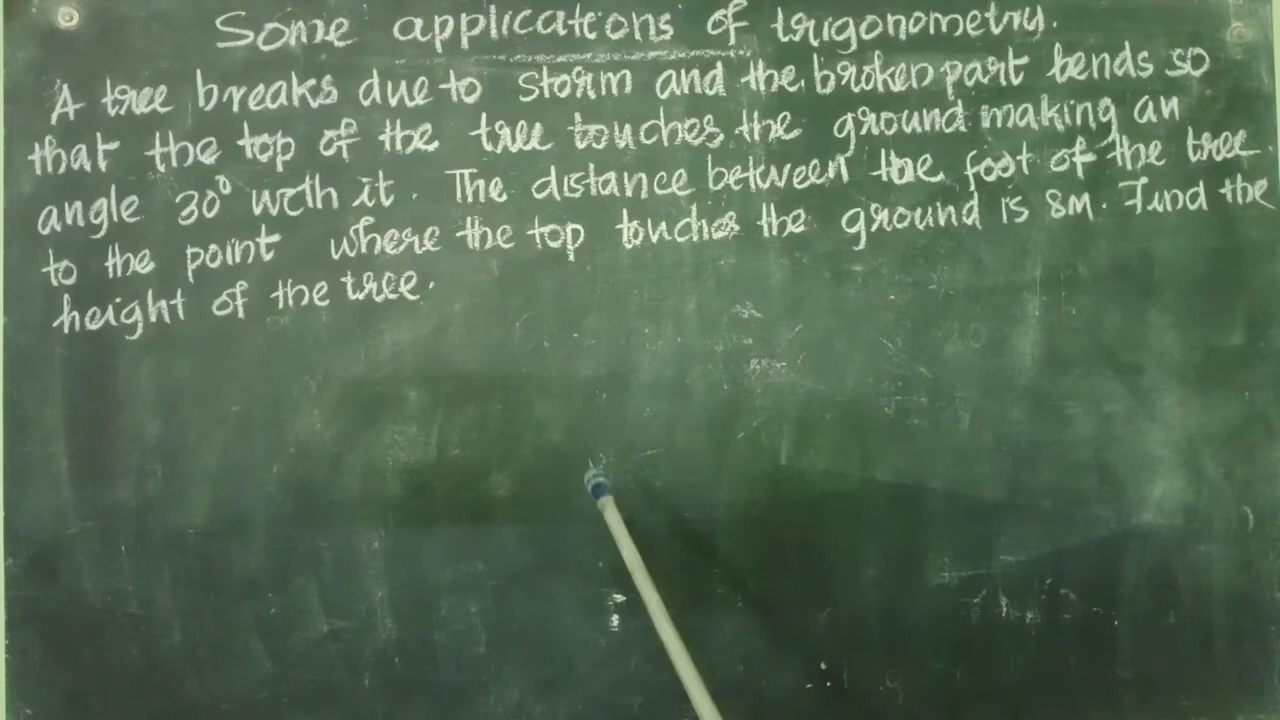 Some applications of trigonometry.
A tree breaks due to storm and the broken part bends so
that the top of the tree touches the ground making an
angle 30° with it. The distance between the foot of the tree
to the point where the top touches the ground is 8m. Find the
height of the tree.